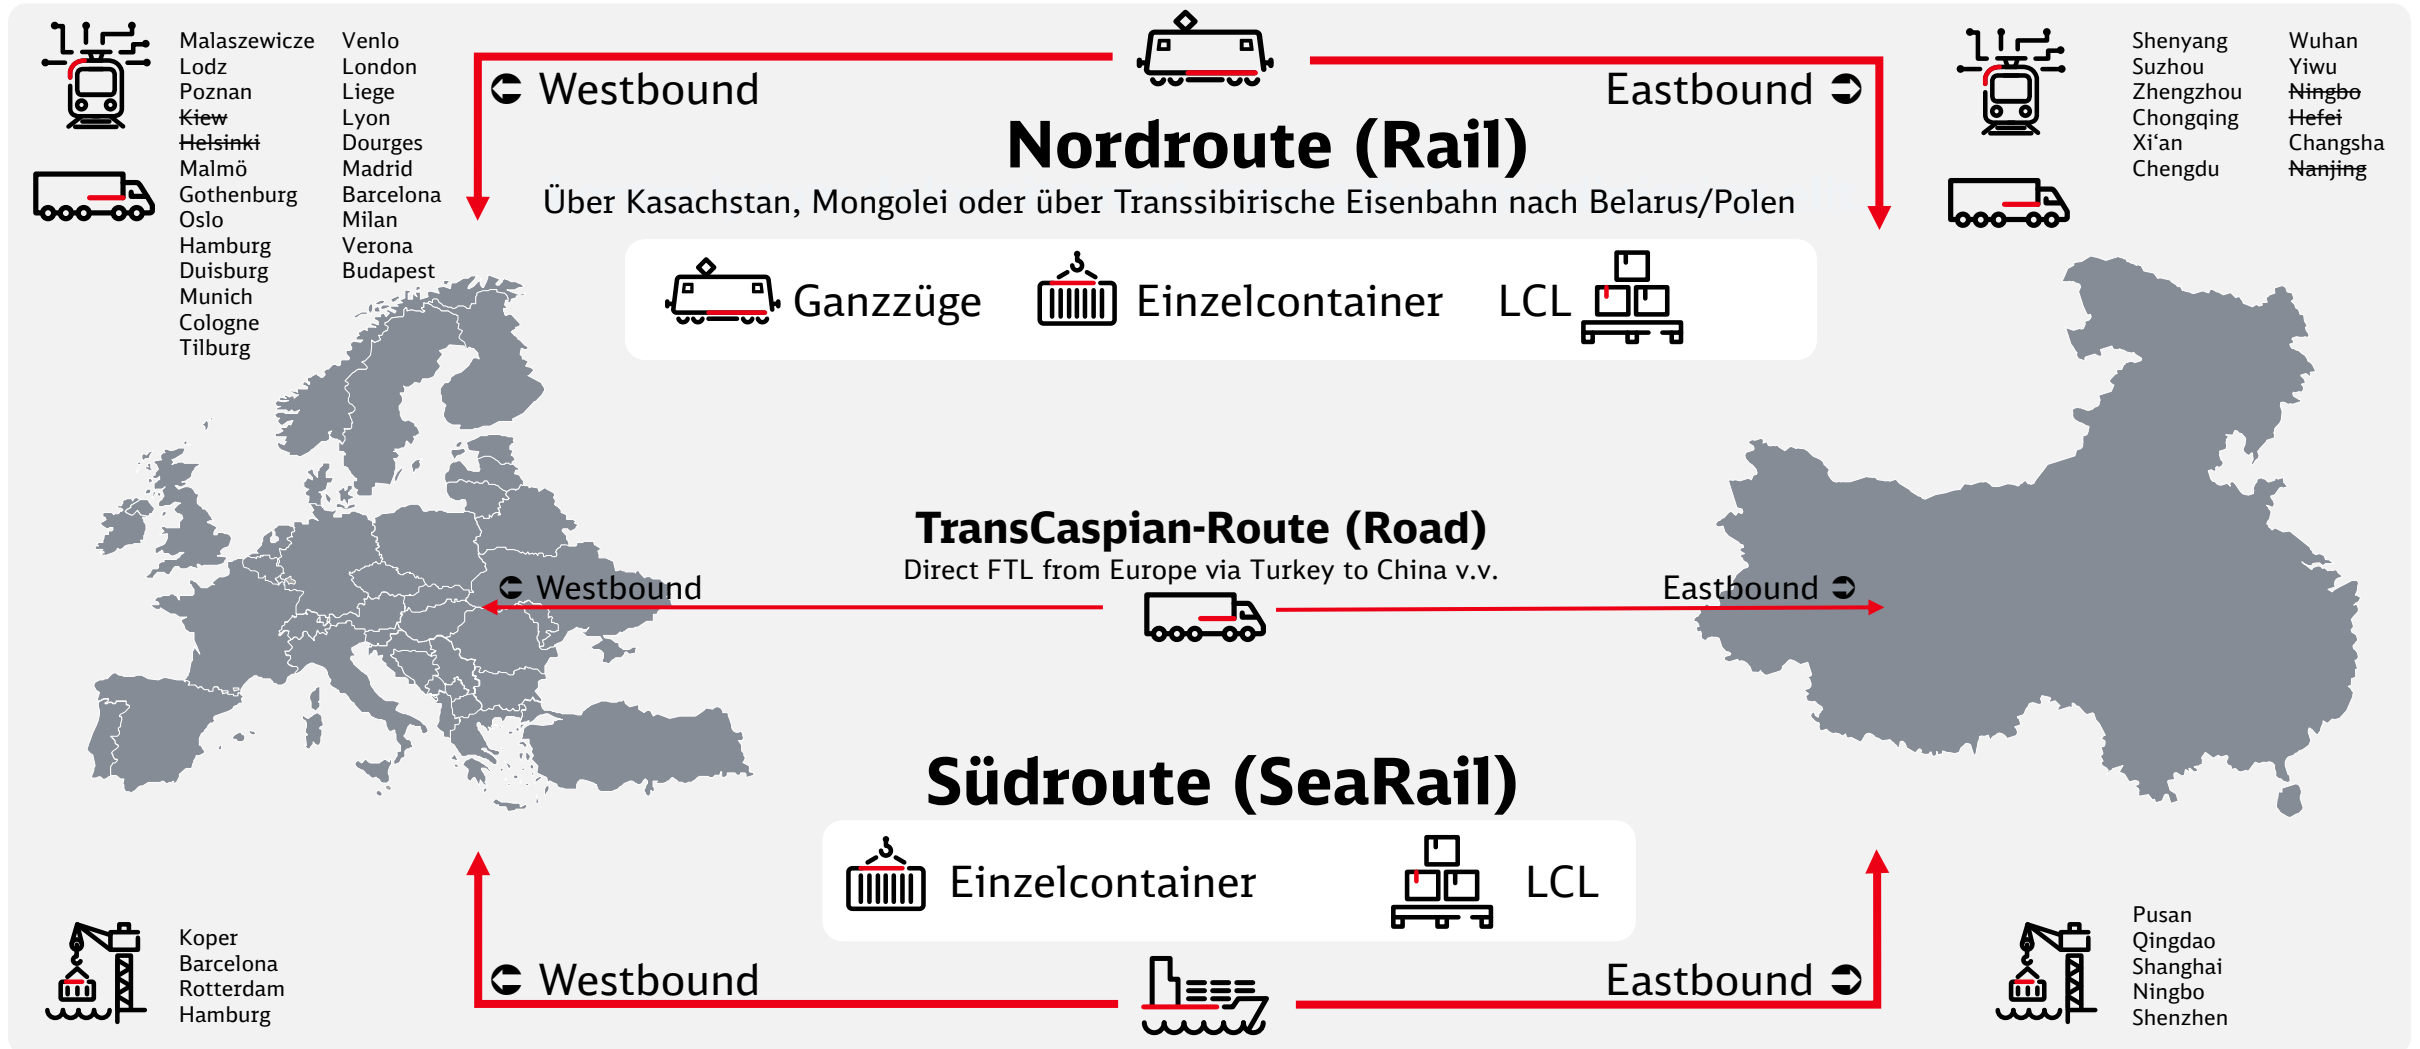 Malaszewicze
Lodz
Poznan
Kiew
Helsinki
Malmö
Gothenburg
Oslo
Hamburg
Duisburg
Munich
Cologne
Tilburg
Venlo
London
Liege
Lyon
Dourges
Madrid
Barcelona
Milan
Verona
Budapest
Westbound
Eastbound
Nordroute (Rail)
Über Kasachstan, Mongolei oder über Transsibirische Eisenbahn nach Belarus/Polen
Ganzzüge
Einzelcontainer
LCL
Shenyang
Suzhou
Zhengzhou
Chongqing
Xi‘an
Chengdu
Wuhan
Yiwu
Ningbo
Hefei
Changsha
Nanjing
TransCaspian-Route (Road)
Direct FTL from Europe via Turkey to China v.v.
Westbound
Eastbound
Südroute (SeaRail)
Einzelcontainer
LCL
Westbound
Eastbound
Koper
Barcelona
Rotterdam
Hamburg
Pusan
Qingdao
Shanghai
Ningbo
Shenzhen